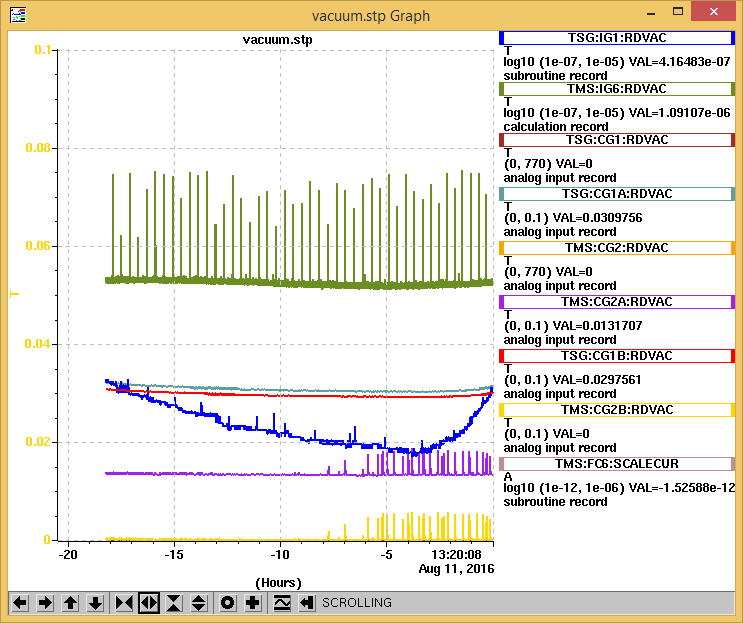 vacuum.stp Graph
vacuum.stp
0.1
0.08
0.06
T
0.04
0.02
0
-20
-15
-10
-5
13:20:08
Aug 11, 2016
(Hours)
TSG:IG1:RDVAC
T
log10 (1e-07, 1e-05) VAL=4.16483e-07
subroutine record
TMS:IG6:RDVAC
T
log10 (1e-07, 1e-05) VAL=1.09107e-06
calculation record
TSG:CG1:RDVAC
T
(0, 770) VAL=0
analog input record
TSG:CG1A:RDVAC
T
(0, 0.1) VAL=0.0309756
analog input record
TMS:CG2:RDVAC
T
(0, 770) VAL=0
analog input record
TMS:CG2A:RDVAC
T
(0, 0.1) VAL=0.0131707
analog input record
TSG:CG1B:RDVAC
T
(0, 0.1) VAL=0.0297561
analog input record
TMS:CG2B:RDVAC
T
(0, 0.1) VAL=0
analog input record
TMS:FC6:SCALECUR
A
log10 (1e-12, 1e-06) VAL=-1.52588e-12
subroutine record
SCROLLING